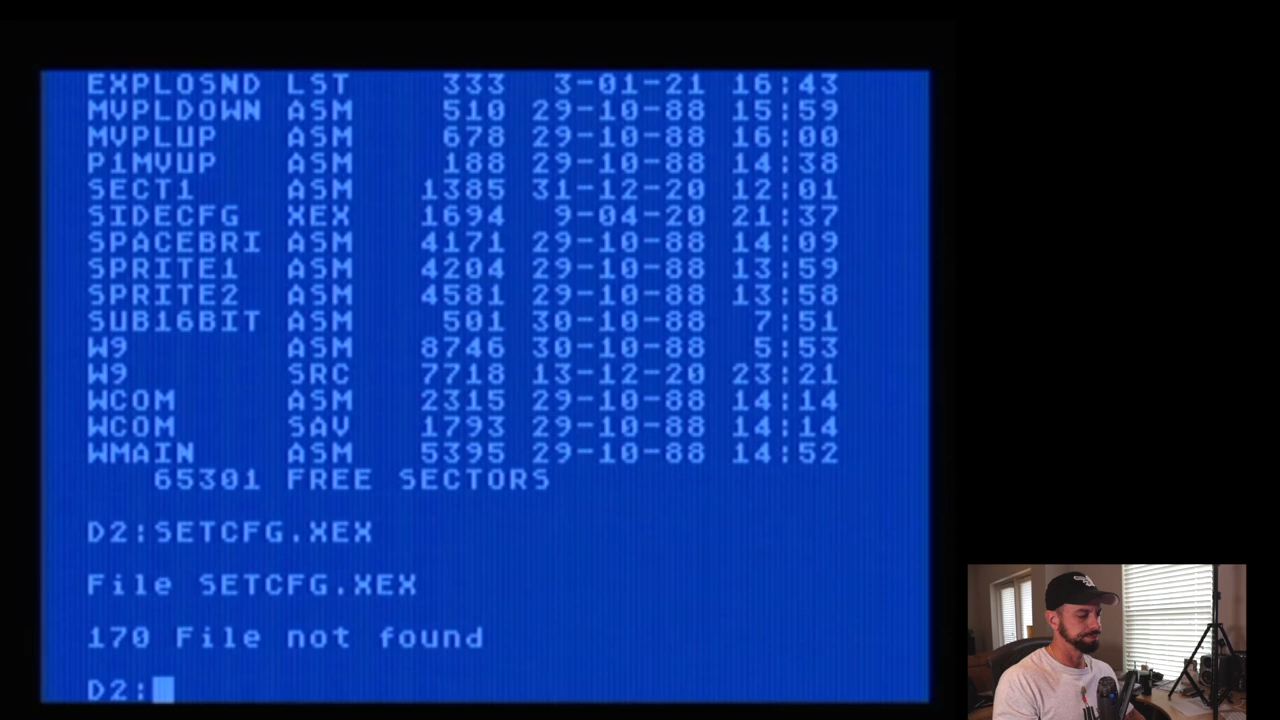 EXPLOSND LST 333 3-01-21 16:43
MVPLDOWN ASM 510 29-10-88 15:59
MVPLUP ASM 678 29-10-88 16:00
P1MVUP ASM 188 29-10-88 14:38
SECT1 ASM 1385 31-12-20 12:01
SIDECFG XEX 1694 9-04-20 21:37
SPACEBRI ASM 4171 29-10-88 14:09
SPRITE1 ASM 4204 29-10-88 13:59
SPRITE2 ASM 4581 29-10-88 13:58
SUB16BIT ASM 501 30-10-88 7:51
W9 ASM 8746 30-10-88 5:53
W9 SRC 7718 13-12-20 23:21
WCOM ASM 2315 29-10-88 14:14
WCOM SAV 1793 29-10-88 14:14
WMAIN ASM 5395 29-10-88 14:52
65301 FREE SECTORS
D2:SETCFG.XEX
File SETCFG.XEX
170 File not found
D2: